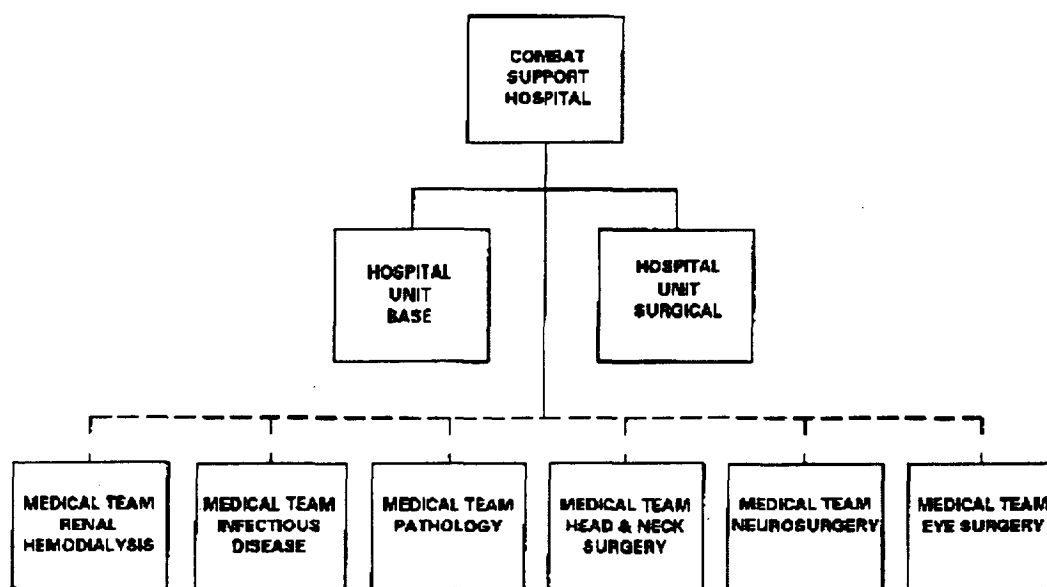 COMBAT
SUPPORT
HOSPITAL
HOSPITAL
UNIT
BASE
HOSPITAL
UNIT
SURGICAL
MEDICAL TEAM
RENAL
HEMODIALYSIS
MEDICAL TEAM
INFECTIOUS
DISEASE
MEDICAL TEAM
PATHOLOGY
MEDICAL TEAM
HEAD & NECK
SURGERY
MEDICAL TEAM
NEUROSURGERY
MEDICAL TEAM
EYE SURGERY